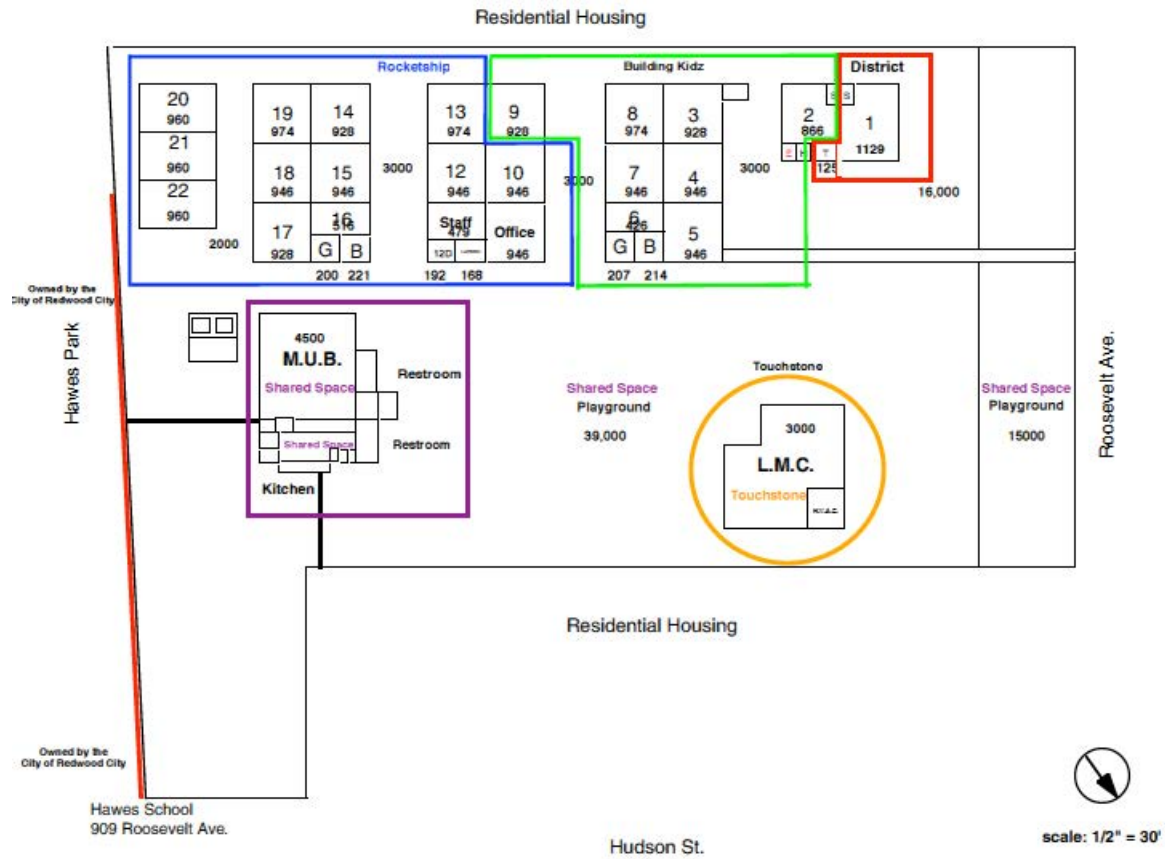 Residential Housing
Rocketship
Building Kidz
District
20
960
21
960
22
960
19
974
14
928
18
946
15
946
17
928
16
516
G
B
200 221
2000
3000
13
974
9
928
12
946
10
946
Staff
479
Office
946
12D
192 168
3000
8
974
3
928
7
946
4
946
6
426
5
946
G
B
207 214
3000
2
866
1
1129
T
125
16,000
Owned by the
City of Redwood City
Hawes Park
4500
M.U.B.
Shared Space
Restroom
Shared Space
Restroom
Kitchen
Shared Space
Playground
39,000
Touchstone
3000
L.M.C.
Touchstone
Shared Space
Playground
15000
Roosevelt Ave.
Residential Housing
Owned by the
City of Redwood City
Hawes School
909 Roosevelt Ave.
Hudson St.
scale: 1/2" = 30'